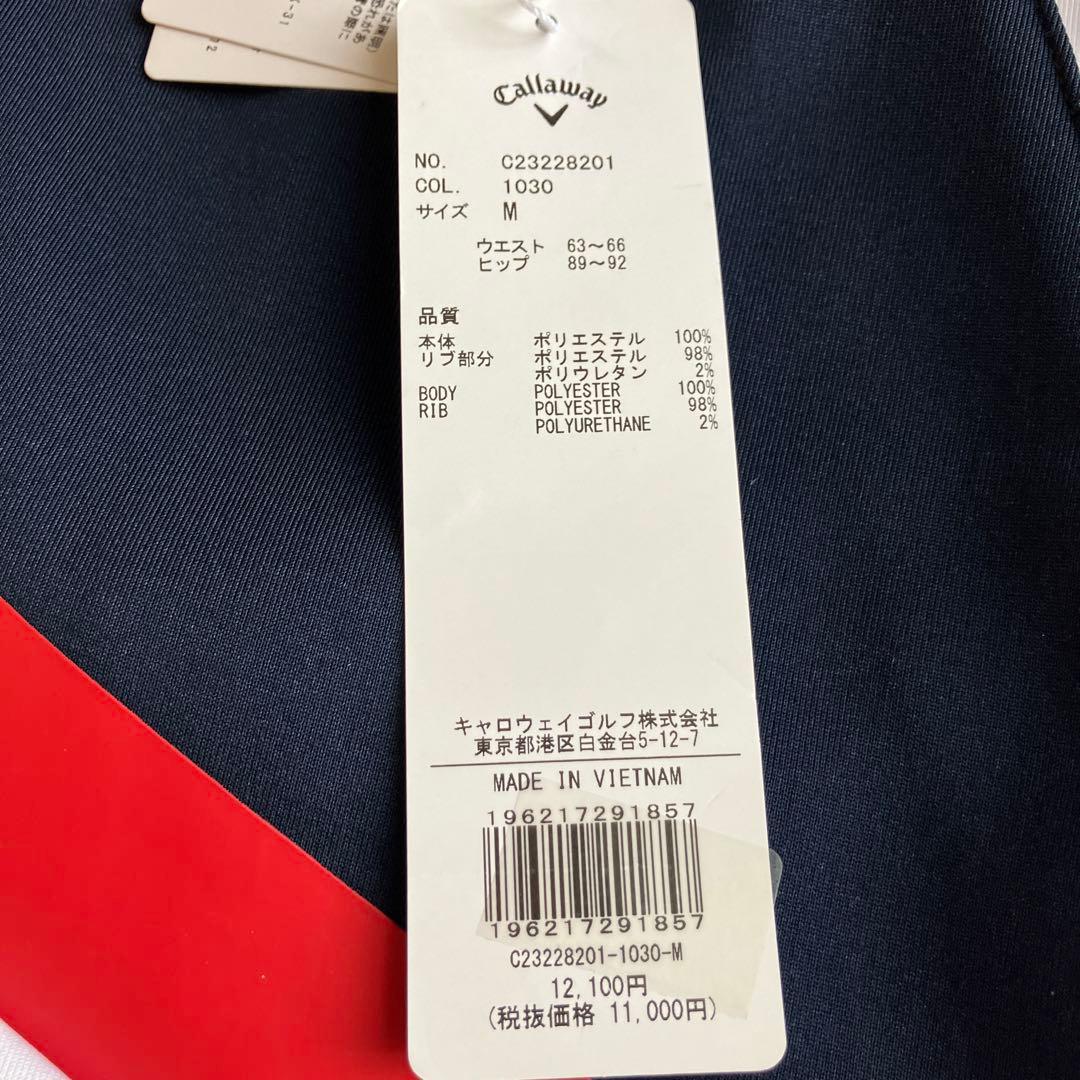 Callaway
NO. C23228201
COL. 1030
サイズ M
ウエスト 63～66
ヒップ 89～92
品質
本体 ポリエステル 100%
リブ部分 ポリエステル 98%
ポリウレタン 2%
BODY POLYESTER 100%
RIB POLYESTER 98%
POLYURETHANE 2%
キャロウェイゴルフ株式会社
東京都港区白金台5-12-7
MADE IN VIETNAM
196217291857
196217291857
C23228201-1030-M
12,100円
(税抜価格 11,000円)